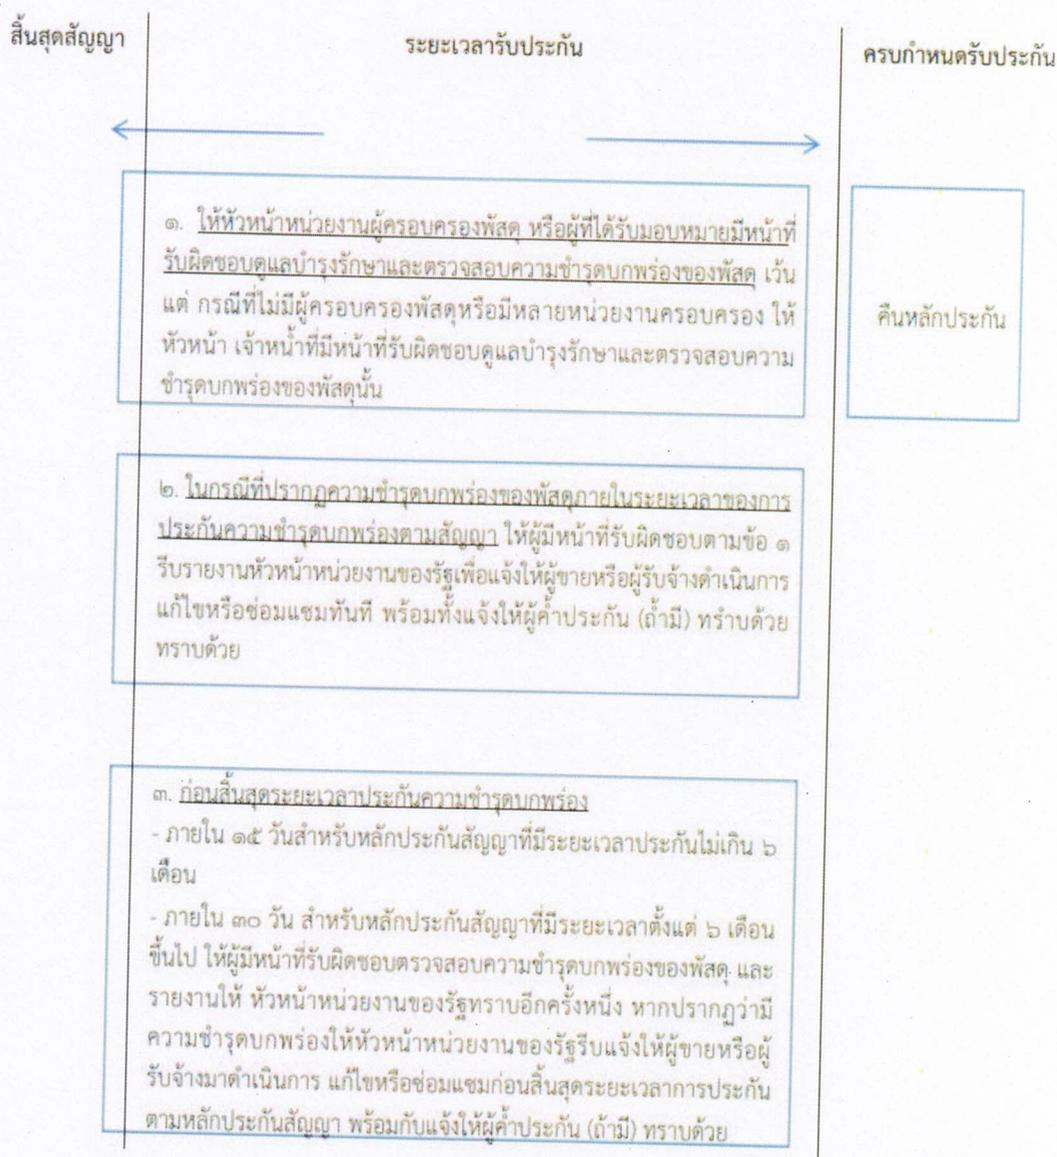 สิ้นสุดสัญญา
ระยะเวลารับประกัน
ครบกำหนดรับประกัน
๑. ให้หัวหน้าหน่วยงานผู้ครอบครองพัสดุ หรือผู้ที่ได้รับมอบหมายมีหน้าที่
รับผิดชอบดูแลบำรุงรักษาและตรวจสอบความชำรุดบกพร่องของพัสดุ เว้น
แต่ กรณีที่ไม่มีผู้ครอบครองพัสดุหรือมีหลายหน่วยงานครอบครอง ให้
หัวหน้า เจ้าหน้าที่มีหน้าที่รับผิดชอบดูแลบำรุงรักษาและตรวจสอบความ
ชำรุดบกพร่องของพัสดุนั้น
คืนหลักประกัน
๒. ในกรณีที่ปรากฏความชำรุดบกพร่องของพัสดุภายในระยะเวลาของการ
ประกันความชำรุดบกพร่องตามสัญญา ให้ผู้มีหน้าที่รับผิดชอบตามข้อ ๑
รีบรายงานหัวหน้าหน่วยงานของรัฐเพื่อแจ้งให้ผู้ขายหรือผู้รับจ้างดำเนินการ
แก้ไขหรือซ่อมแซมทันที พร้อมทั้งแจ้งให้ผู้ค้ำประกัน (ถ้ามี) ทราบด้วย
ทราบด้วย
๓. ก่อนสิ้นสุดระยะเวลาประกันความชำรุดบกพร่อง
- ภายใน ๑๕ วันสำหรับหลักประกันสัญญาที่มีระยะเวลาประกันไม่เกิน ๖
เดือน
- ภายใน ๓๐ วัน สำหรับหลักประกันสัญญาที่มีระยะเวลาตั้งแต่ ๖ เดือน
ขึ้นไป ให้ผู้มีหน้าที่รับผิดชอบตรวจสอบความชำรุดบกพร่องของพัสดุ และ
รายงานให้ หัวหน้าหน่วยงานของรัฐทราบอีกครั้งหนึ่ง หากปรากฏว่ามี
ความชำรุดบกพร่องให้หัวหน้าหน่วยงานของรัฐรีบแจ้งให้ผู้ขายหรือผู้
รับจ้างมาดำเนินการ แก้ไขหรือซ่อมแซมก่อนสิ้นสุดระยะเวลาการประกัน
ตามหลักประกันสัญญา พร้อมกับแจ้งให้ผู้ค้ำประกัน (ถ้ามี) ทราบด้วย